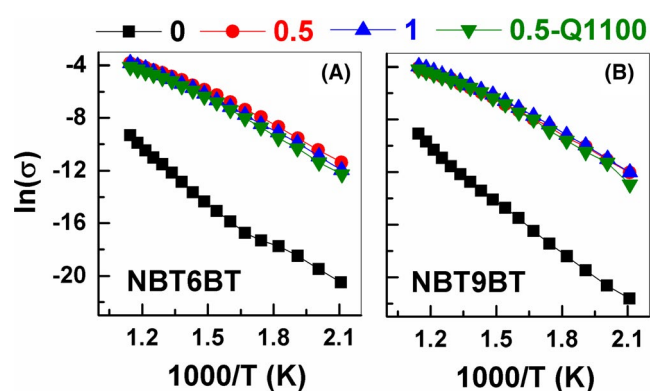 0 0.5 1 0.5-Q1100
ln(σ)
-4
-8
-12
-16
-20
(A)
NBT6BT
1.2 1.5 1.8 2.1
1000/T (K)
(B)
NBT9BT
1.2 1.5 1.8 2.1
1000/T (K)